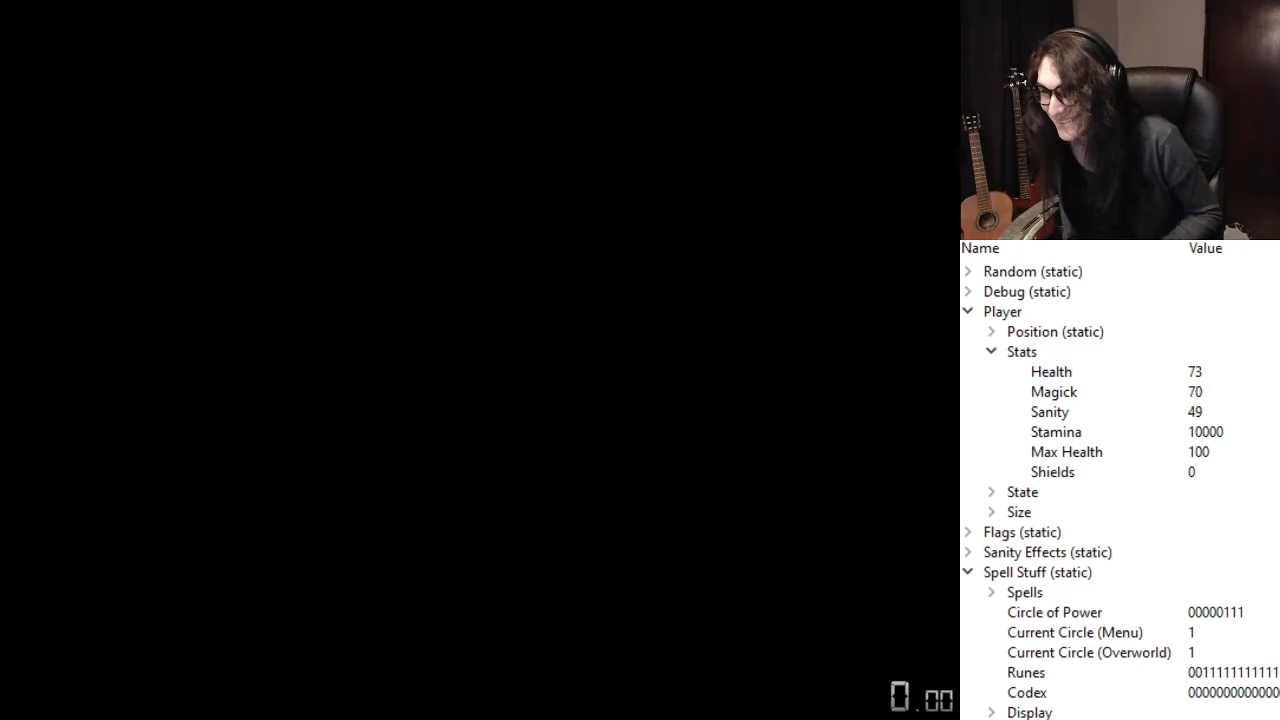 Name Value
Random (static)
Debug (static)
Player
Position (static)
Stats
Health 73
Magick 70
Sanity 49
Stamina 10000
Max Health 100
Shields 0
State
Size
Flags (static)
Sanity Effects (static)
Spell Stuff (static)
Spells
Circle of Power 00000111
Current Circle (Menu) 1
Current Circle (Overworld) 1
Runes 0011111111111
Codex 0000000000000
Display
0.00